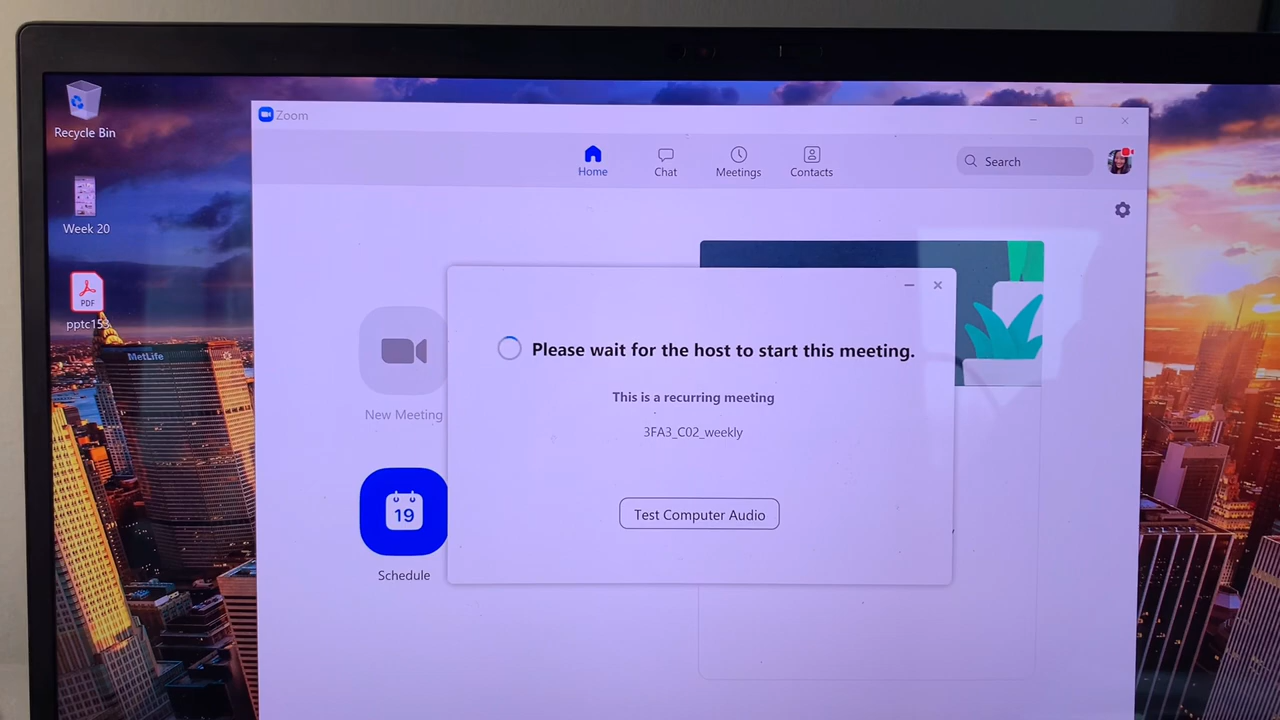 Recycle Bin
Week 20
PDF
pptc153
MetLife
Zoom
Home
Chat
Meetings
Contacts
Search
New Meeting
19
Schedule
Please wait for the host to start this meeting.
This is a recurring meeting
3FA3_C02_weekly
Test Computer Audio